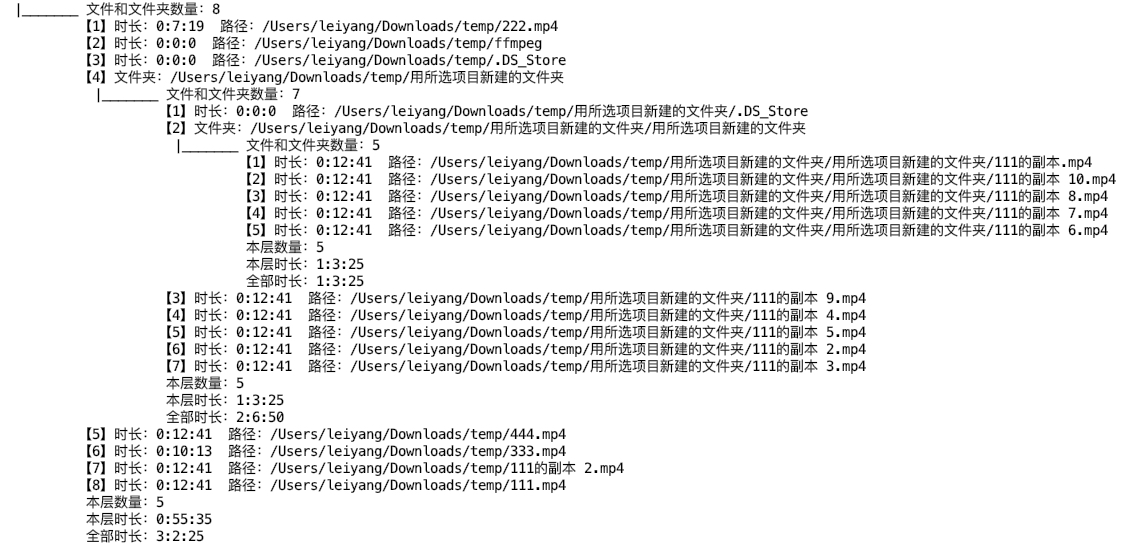 |_______ 文件和文件夹数量：8
【1】时长：0:7:19 路径：/Users/leiyang/Downloads/temp/222.mp4
【2】时长：0:0:0 路径：/Users/leiyang/Downloads/temp/ffmpeg
【3】时长：0:0:0 路径：/Users/leiyang/Downloads/temp/.DS_Store
【4】文件夹：/Users/leiyang/Downloads/temp/用所选项目新建的文件夹
|_______ 文件和文件夹数量：7
【1】时长：0:0:0 路径：/Users/leiyang/Downloads/temp/用所选项目新建的文件夹/.DS_Store
【2】文件夹：/Users/leiyang/Downloads/temp/用所选项目新建的文件夹/用所选项目新建的文件夹
|_______ 文件和文件夹数量：5
【1】时长：0:12:41 路径：/Users/leiyang/Downloads/temp/用所选项目新建的文件夹/用所选项目新建的文件夹/111的副本.mp4
【2】时长：0:12:41 路径：/Users/leiyang/Downloads/temp/用所选项目新建的文件夹/用所选项目新建的文件夹/111的副本 10.mp4
【3】时长：0:12:41 路径：/Users/leiyang/Downloads/temp/用所选项目新建的文件夹/用所选项目新建的文件夹/111的副本 8.mp4
【4】时长：0:12:41 路径：/Users/leiyang/Downloads/temp/用所选项目新建的文件夹/用所选项目新建的文件夹/111的副本 7.mp4
【5】时长：0:12:41 路径：/Users/leiyang/Downloads/temp/用所选项目新建的文件夹/用所选项目新建的文件夹/111的副本 6.mp4
本层数量：5
本层时长：1:3:25
全部时长：1:3:25
【3】时长：0:12:41 路径：/Users/leiyang/Downloads/temp/用所选项目新建的文件夹/111的副本 9.mp4
【4】时长：0:12:41 路径：/Users/leiyang/Downloads/temp/用所选项目新建的文件夹/111的副本 4.mp4
【5】时长：0:12:41 路径：/Users/leiyang/Downloads/temp/用所选项目新建的文件夹/111的副本 5.mp4
【6】时长：0:12:41 路径：/Users/leiyang/Downloads/temp/用所选项目新建的文件夹/111的副本 2.mp4
【7】时长：0:12:41 路径：/Users/leiyang/Downloads/temp/用所选项目新建的文件夹/111的副本 3.mp4
本层数量：5
本层时长：1:3:25
全部时长：2:6:50
【5】时长：0:12:41 路径：/Users/leiyang/Downloads/temp/444.mp4
【6】时长：0:10:13 路径：/Users/leiyang/Downloads/temp/333.mp4
【7】时长：0:12:41 路径：/Users/leiyang/Downloads/temp/111的副本 2.mp4
【8】时长：0:12:41 路径：/Users/leiyang/Downloads/temp/111.mp4
本层数量：5
本层时长：0:55:35
全部时长：3:2:25